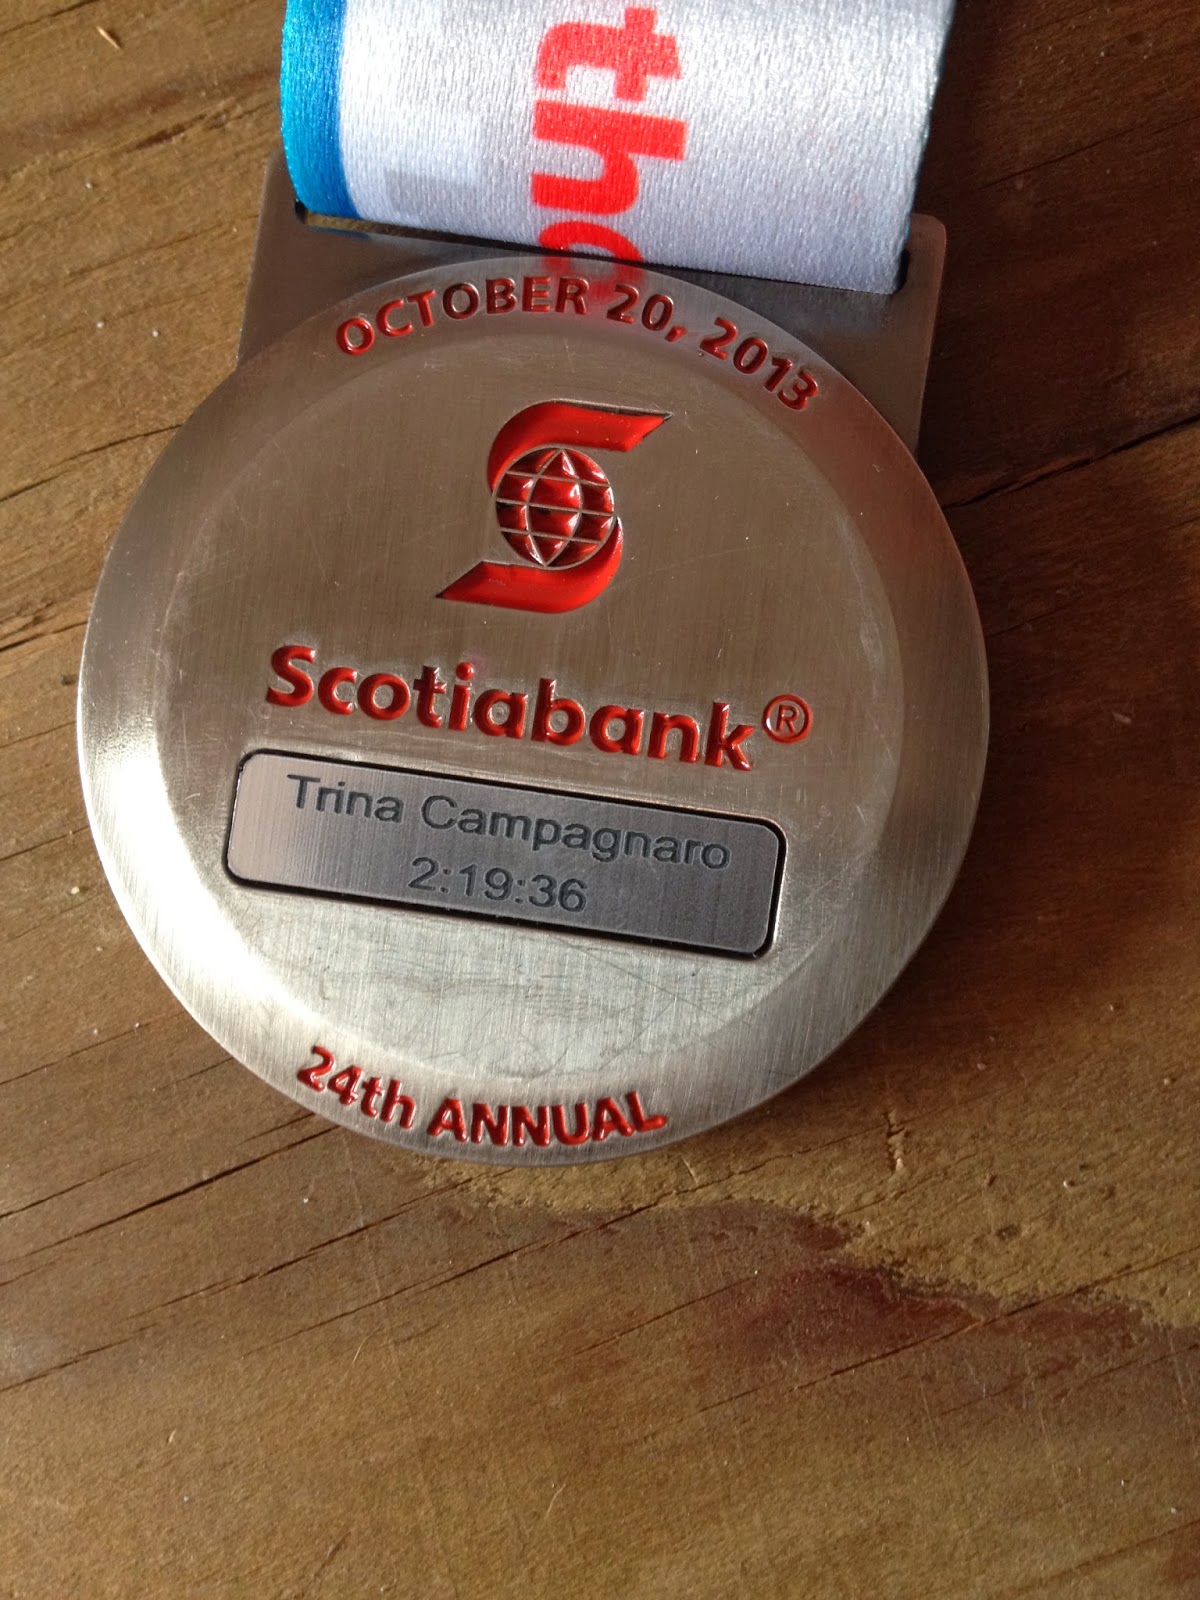 OCTOBER 20, 2013
Scotiabank®
Trina Campagnaro
2:19:36
24th ANNUAL